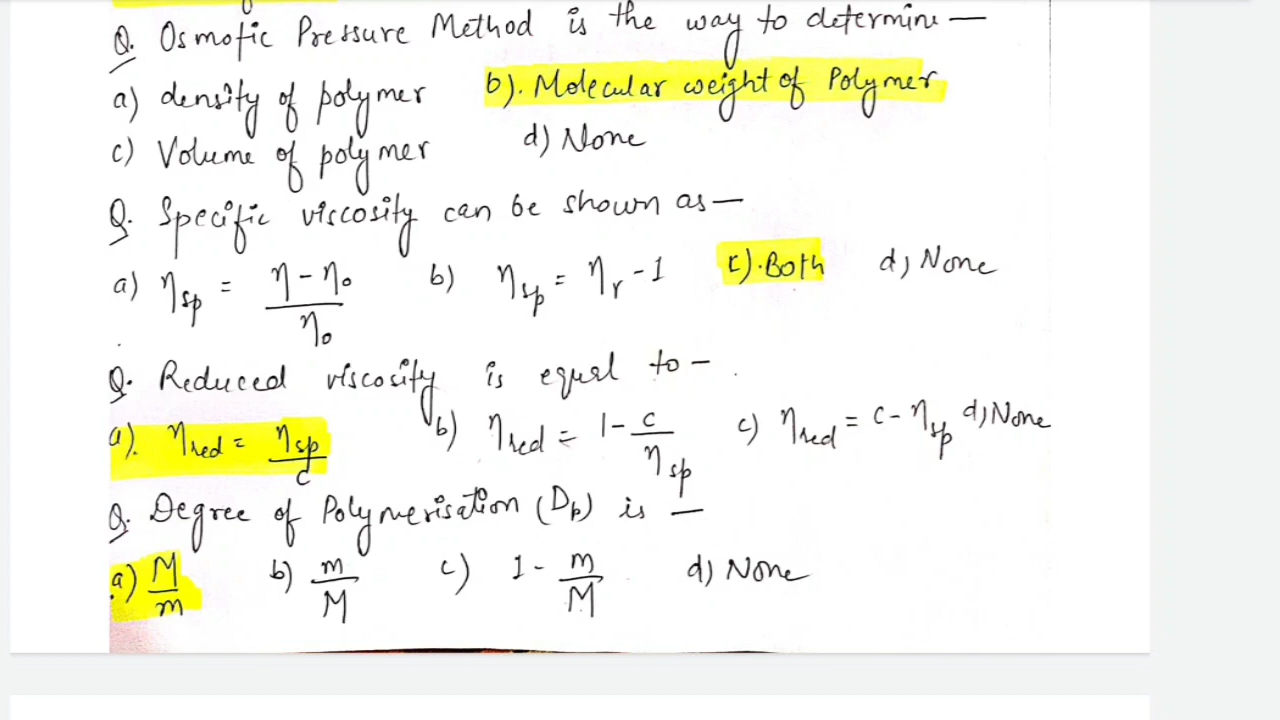 Q. Osmotic Pressure Method is the way to determine —
a) density of polymer b). Molecular weight of Polymer
c) Volume of polymer d) None
Q. Specific viscosity can be shown as —
a) ηsp = (η - η₀)/η₀ b) ηsp = ηr - 1 c). Both d) None
Q. Reduced viscosity is equal to — .
a). ηred = ηsp/c b) ηred = 1 - c/ηsp c) ηred = c - ηsp d) None
Q. Degree of Polymerisation (Dp) is —
a) M/m b) m/M c) 1 - m/M d) None